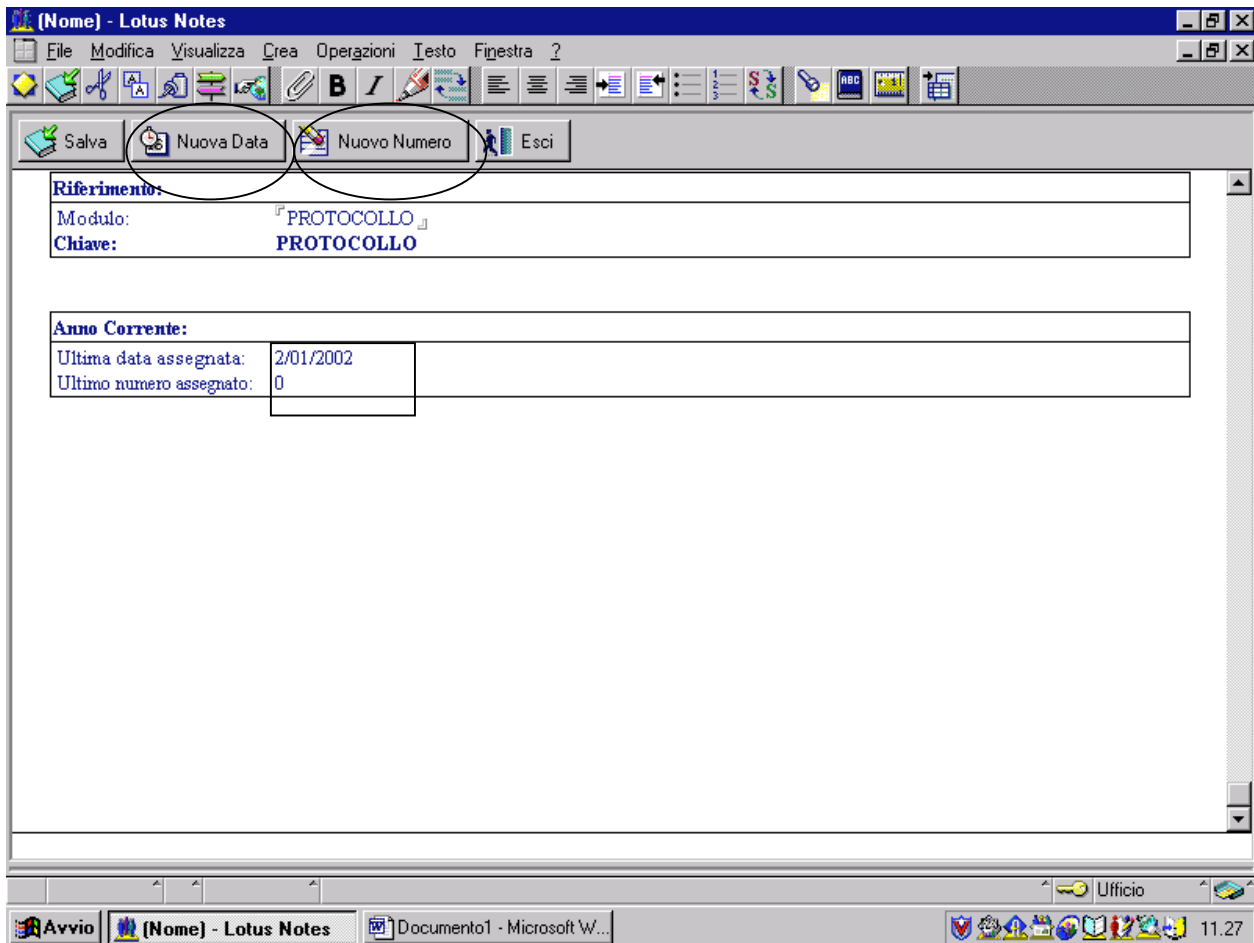 (Nome) - Lotus Notes
File Modifica Visualizza Crea Operazioni Testo Finestra ?
Salva Nuova Data Nuovo Numero Esci
Riferimento:
Modulo: PROTOCOLLO
Chiave: PROTOCOLLO
Anno Corrente:
Ultima data assegnata: 2/01/2002
Ultimo numero assegnato: 0
Ufficio
Avvio (Nome) - Lotus Notes Documento1 - Microsoft W... 11.27